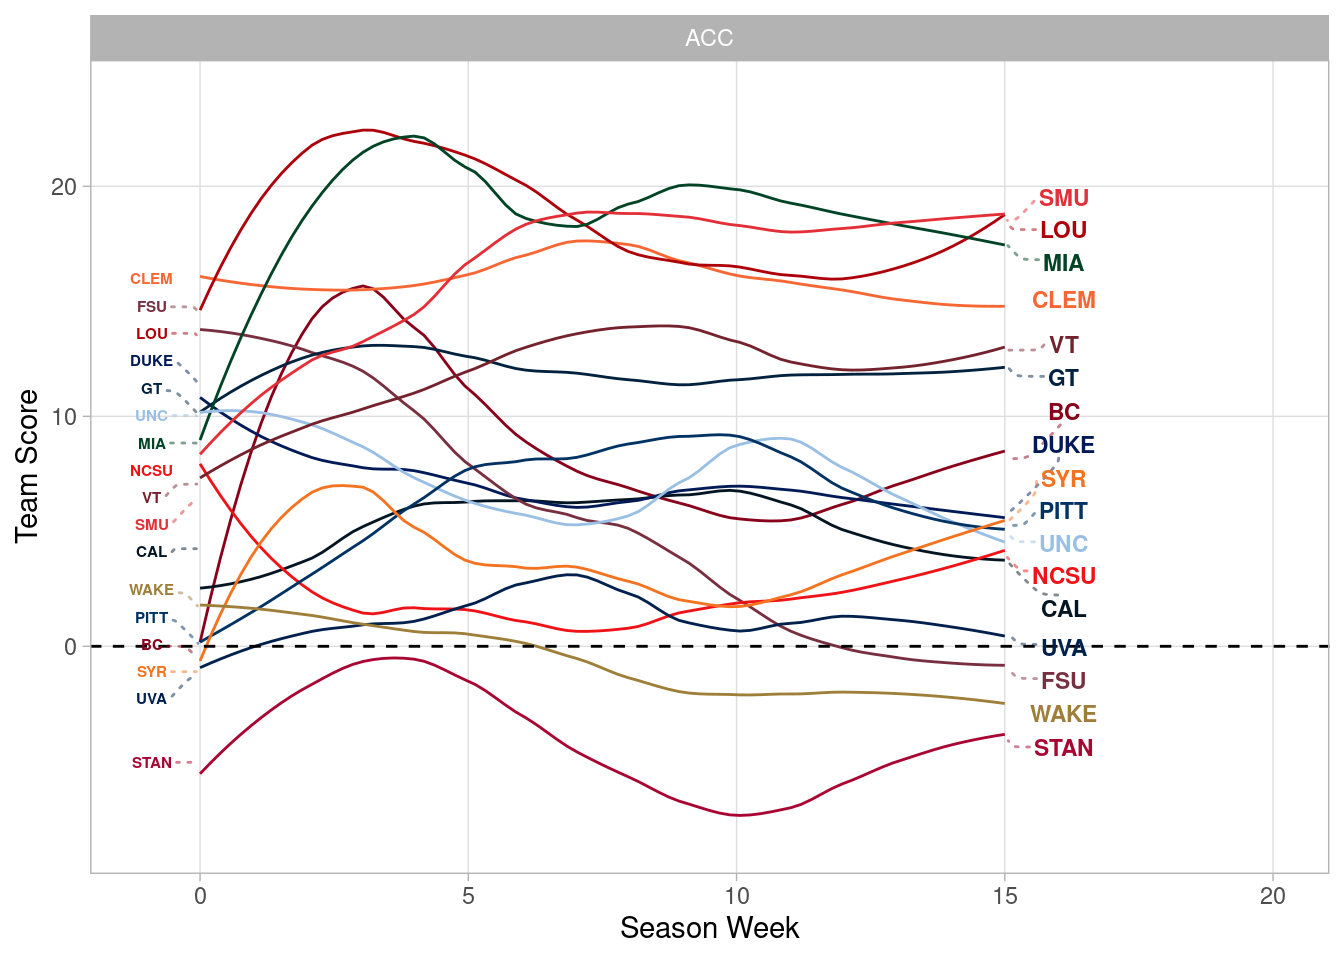 ACC
Team Score
20
10
0
CLEM
FSU
LOU
DUKE
GT
UNC
MIA
NCSU
VT
SMU
CAL
WAKE
PITT
BC
SYR
UVA
STAN
SMU
LOU
MIA
CLEM
VT
GT
BC
DUKE
SYR
PITT
UNC
NCSU
CAL
UVA
FSU
WAKE
STAN
0 5 10 15 20
Season Week